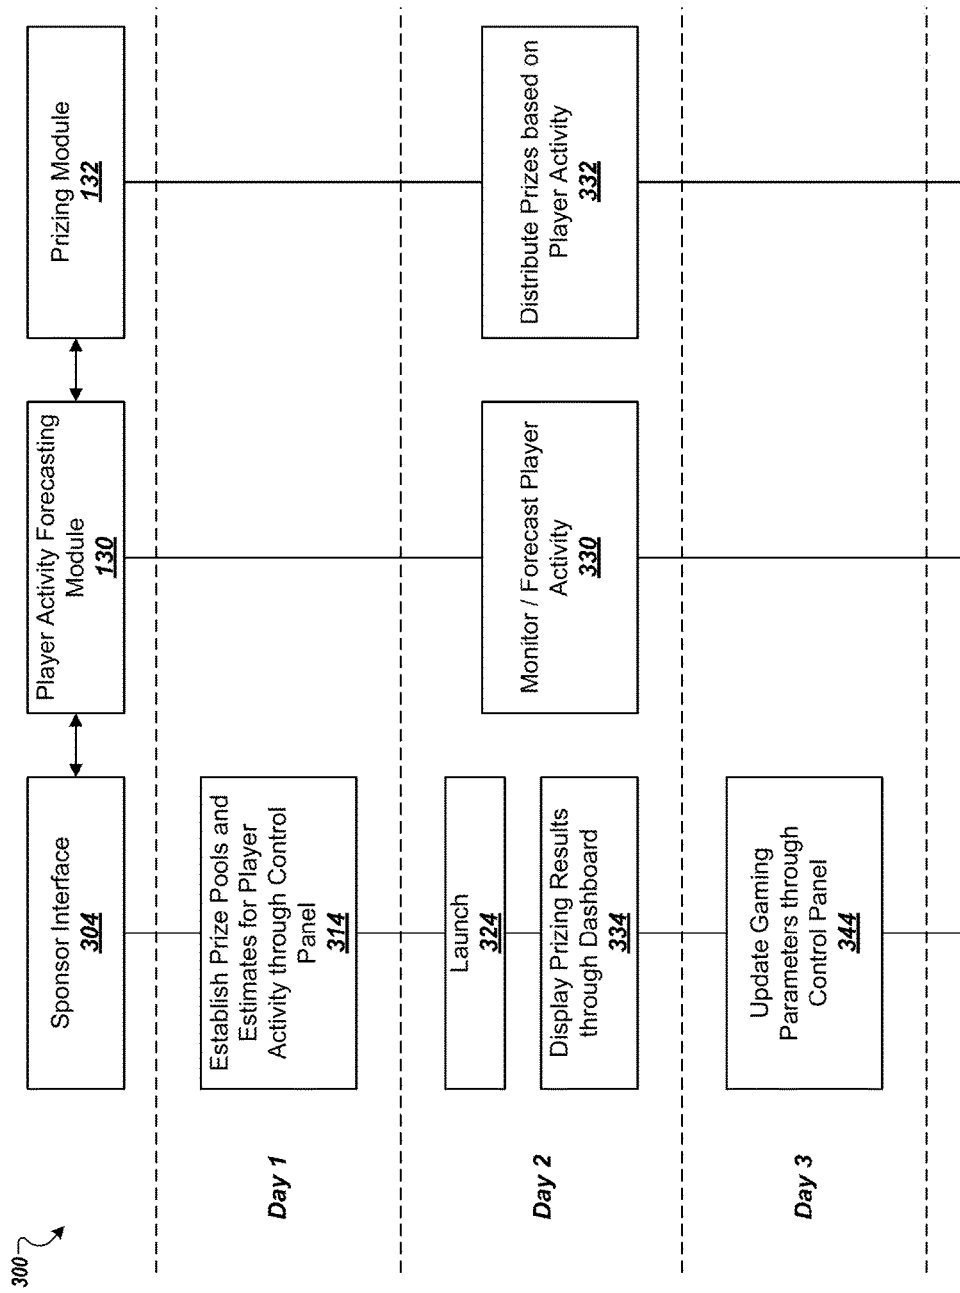 300
Sponsor Interface
304
Player Activity Forecasting
Module
130
Prizing Module
132
Day 1
Establish Prize Pools and
Estimates for Player
Activity through Control
Panel
314
Day 2
Launch
324
Display Prizing Results
through Dashboard
334
Monitor / Forecast Player
Activity
330
Distribute Prizes based on
Player Activity
332
Day 3
Update Gaming
Parameters through
Control Panel
344